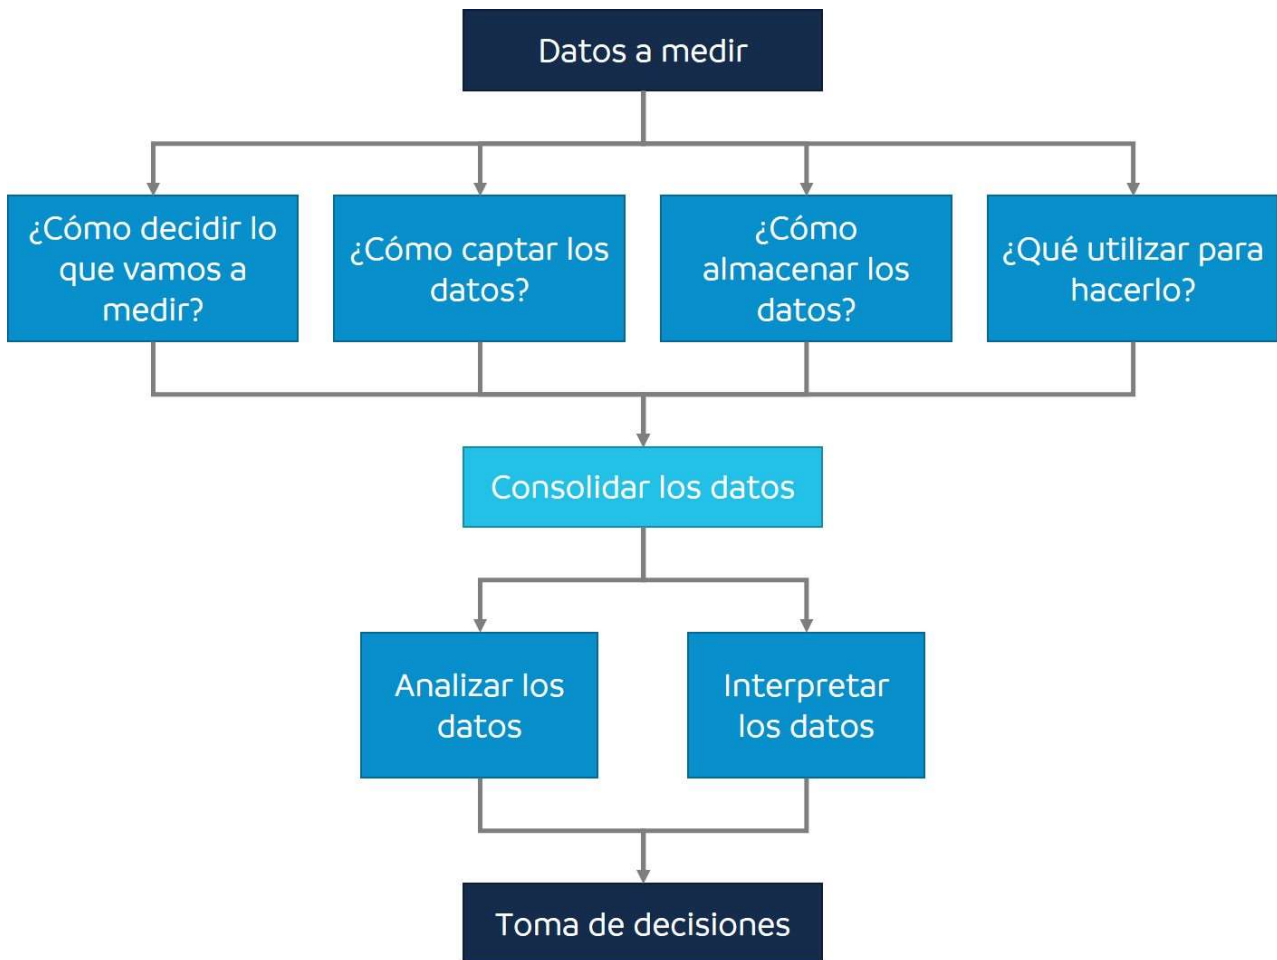 Datos a medir
¿Cómo decidir lo
que vamos a
medir?
¿Cómo captar los
datos?
¿Cómo
almacenar los
datos?
¿Qué utilizar para
hacerlo?
Consolidar los datos
Analizar los
datos
Interpretar
los datos
Toma de decisiones